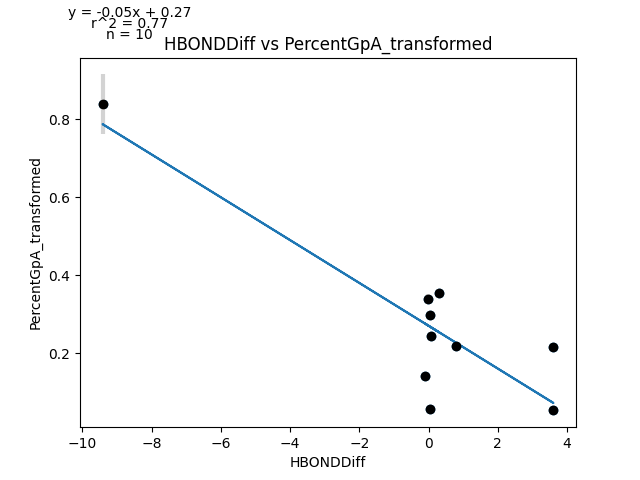 y = -0.05x + 0.27
r^2 = 0.77
n = 10
HBONDDiff vs PercentGpA_transformed
PercentGpA_transformed
0.8
0.6
0.4
0.2
−10 −8 −6 −4 −2 0 2 4
HBONDDiff